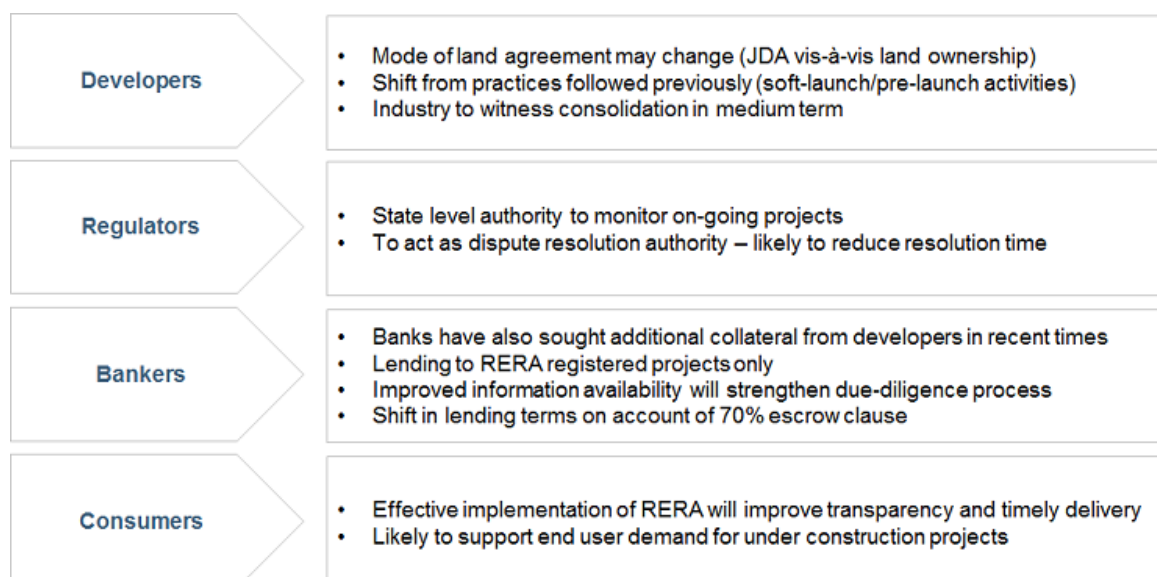 Developers
• Mode of land agreement may change (JDA vis-à-vis land ownership)
• Shift from practices followed previously (soft-launch/pre-launch activities)
• Industry to witness consolidation in medium term
Regulators
• State level authority to monitor on-going projects
• To act as dispute resolution authority – likely to reduce resolution time
Bankers
• Banks have also sought additional collateral from developers in recent times
• Lending to RERA registered projects only
• Improved information availability will strengthen due-diligence process
• Shift in lending terms on account of 70% escrow clause
Consumers
• Effective implementation of RERA will improve transparency and timely delivery
• Likely to support end user demand for under construction projects